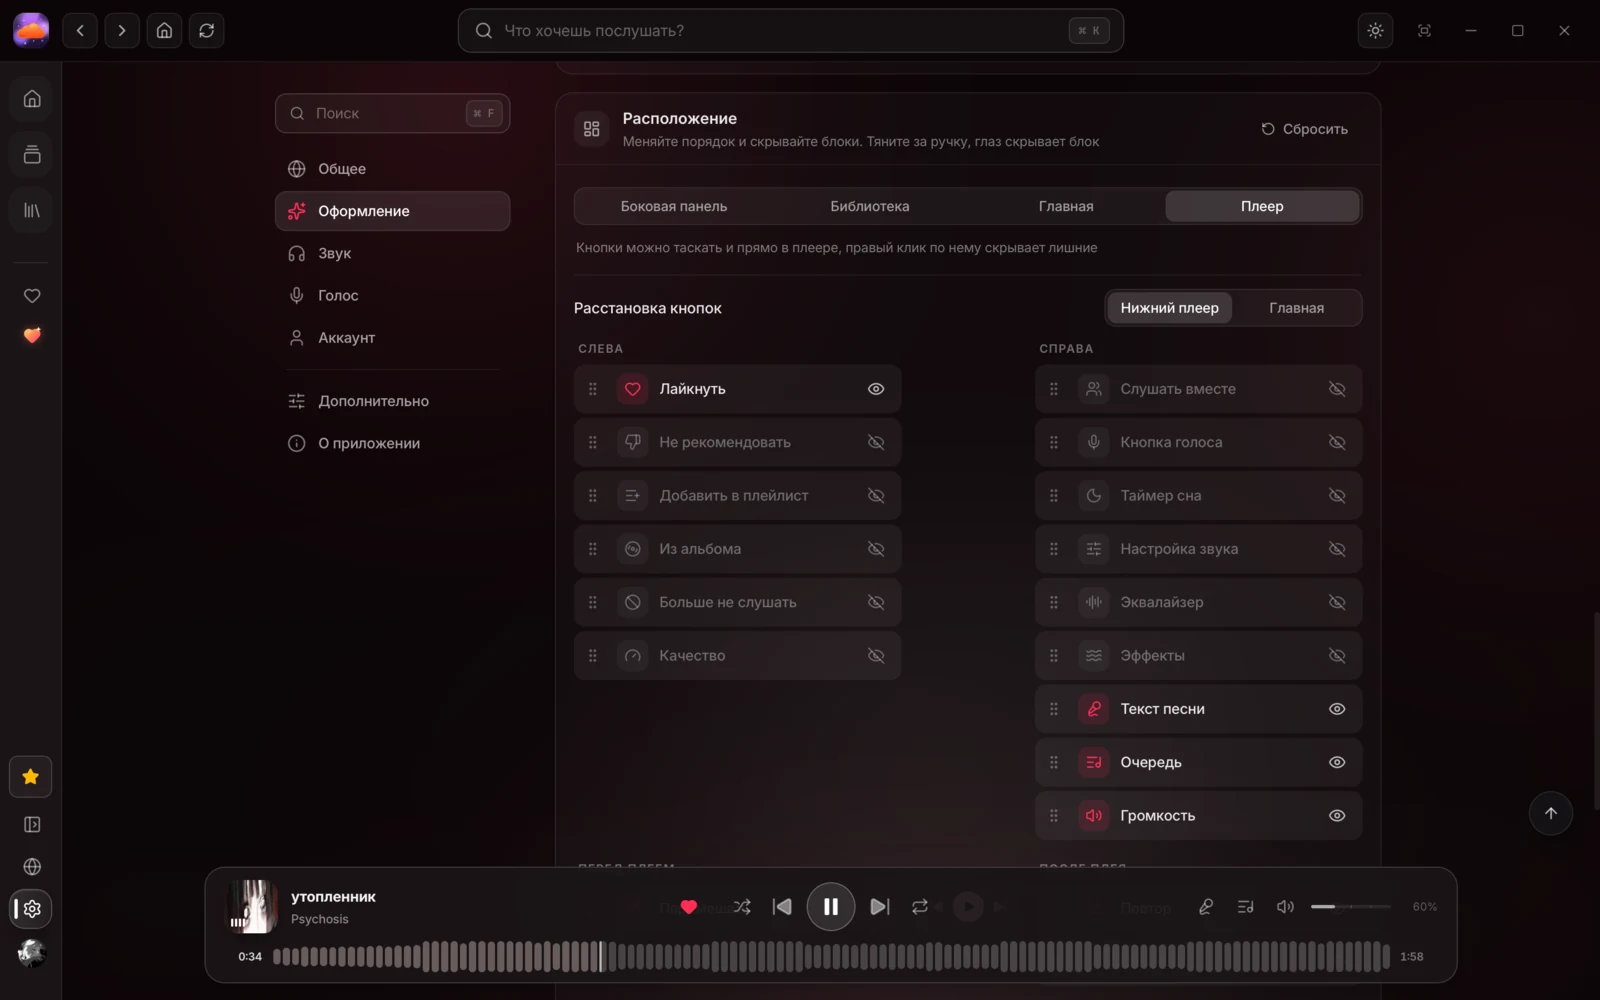 Что хочешь послушать?
⌘ K
Поиск
⌘ F
Общее
Оформление
Звук
Голос
Аккаунт
Дополнительно
О приложении
Расположение
Меняйте порядок и скрывайте блоки. Тяните за ручку, глаз скрывает блок
Сбросить
Боковая панель
Библиотека
Главная
Плеер
Кнопки можно таскать и прямо в плеере, правый клик по нему скрывает лишние
Расстановка кнопок
Нижний плеер
Главная
СЛЕВА
Лайкнуть
Не рекомендовать
Добавить в плейлист
Из альбома
Больше не слушать
Качество
СПРАВА
Слушать вместе
Кнопка голоса
Таймер сна
Настройка звука
Эквалайзер
Эффекты
Текст песни
Очередь
Громкость
утопленник
Psychosis
Повтор
60%
0:34
1:58